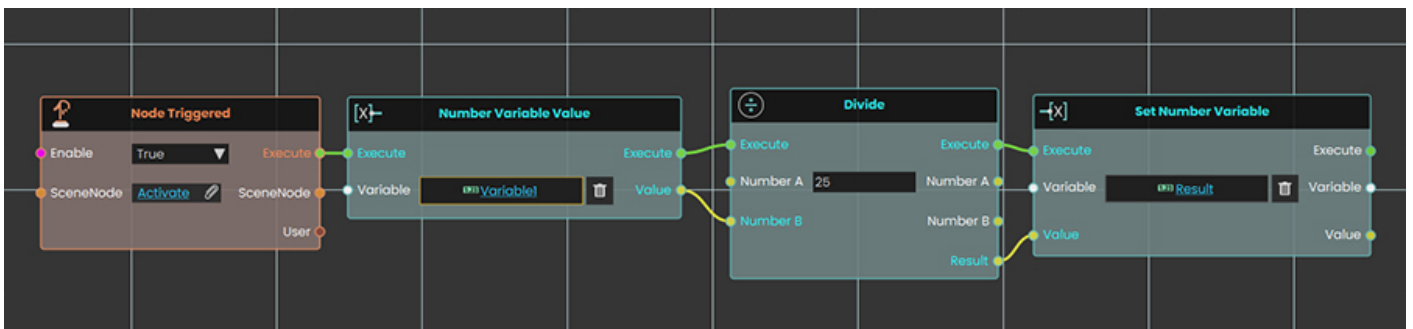 Node Triggered
Enable True Execute
SceneNode Activate SceneNode
User
[x] Number Variable Value
Execute Execute
Variable Variable1 Value
Divide
Execute Execute
Number A 25 Number A
Number B Number B
Result
[x] Set Number Variable
Execute Execute
Variable Result Variable
Value Value